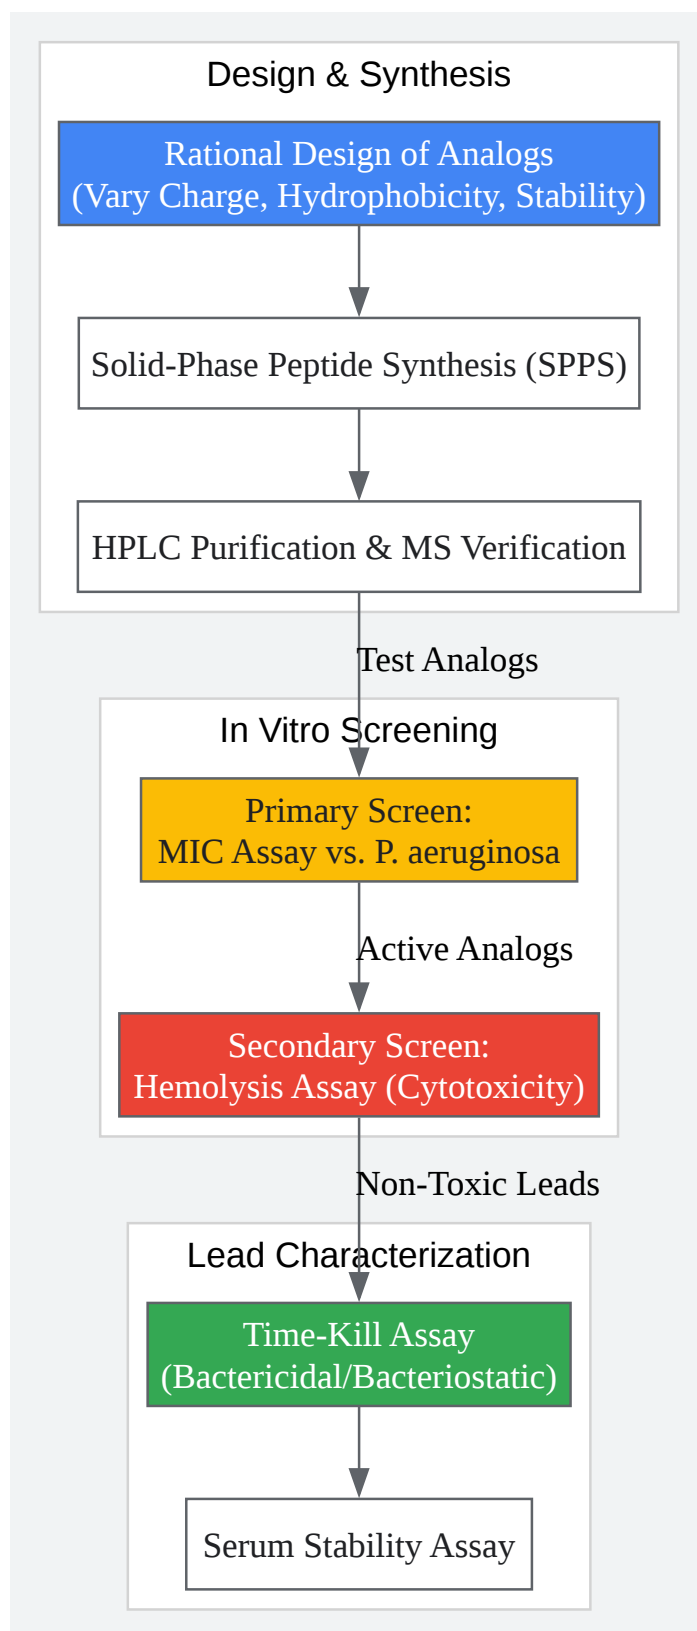 Design & Synthesis
Rational Design of Analogs
(Vary Charge, Hydrophobicity, Stability)
Solid-Phase Peptide Synthesis (SPPS)
HPLC Purification & MS Verification
Test Analogs
In Vitro Screening
Primary Screen:
MIC Assay vs. P. aeruginosa
Active Analogs
Secondary Screen:
Hemolysis Assay (Cytotoxicity)
Non-Toxic Leads
Lead Characterization
Time-Kill Assay
(Bactericidal/Bacteriostatic)
Serum Stability Assay